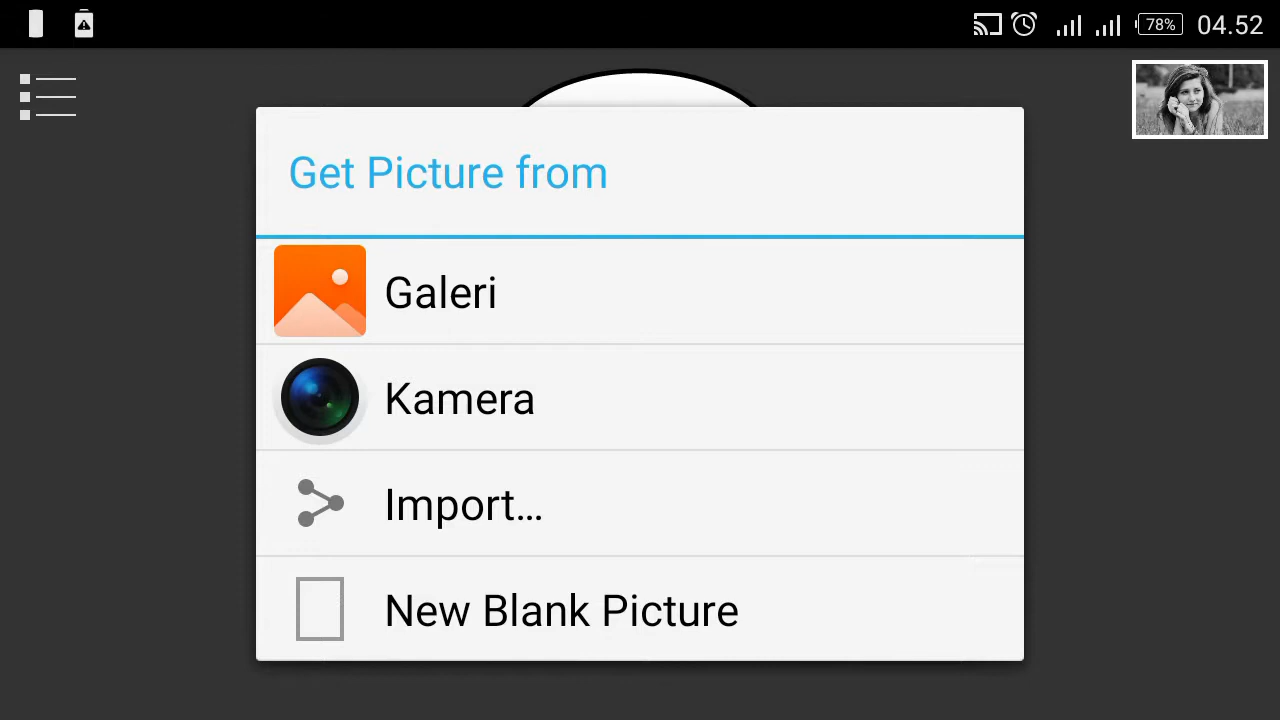 78%
04.52
Get Picture from
Galeri
Kamera
Import...
New Blank Picture